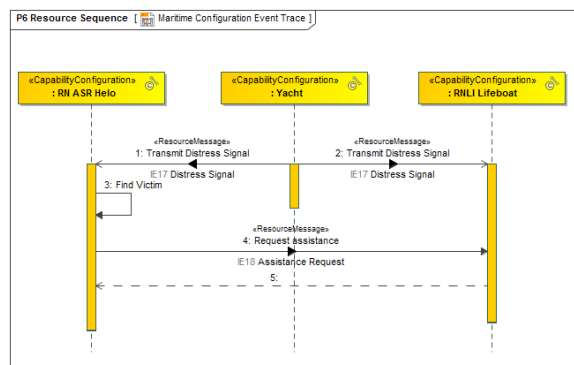 P6 Resource Sequence [ Maritime Configuration Event Trace ]
«CapabilityConfiguration»
: RN ASR Helo
«CapabilityConfiguration»
: Yacht
«CapabilityConfiguration»
: RNLI Lifeboat
«ResourceMessage»
1: Transmit Distress Signal
IE17 Distress Signal
«ResourceMessage»
2: Transmit Distress Signal
IE17 Distress Signal
3: Find Victim
«ResourceMessage»
4: Request assistance
IE18 Assistance Request
5: